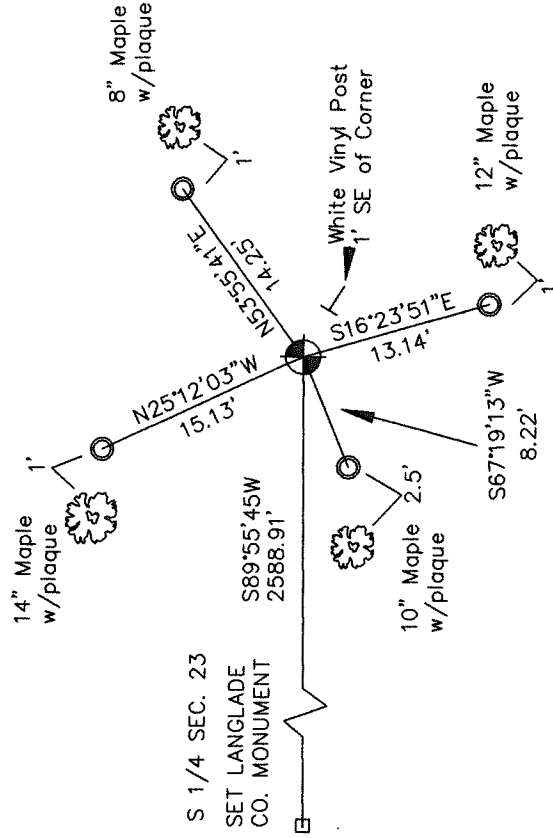 14" Maple
w/plaque
1'
8" Maple
w/plaque
1'
N25°12'03"W
15.13'
N53°55'41"E
14.25'
White Vinyl Post
1' SE of Corner
S 1/4 SEC. 23
SET LANGLADE
CO. MONUMENT
S89°55'45W
2588.91'
S16°23'51"E
13.14'
12" Maple
w/plaque
1'
2.5'
10" Maple
w/plaque
S67°19'13"W
8.22'